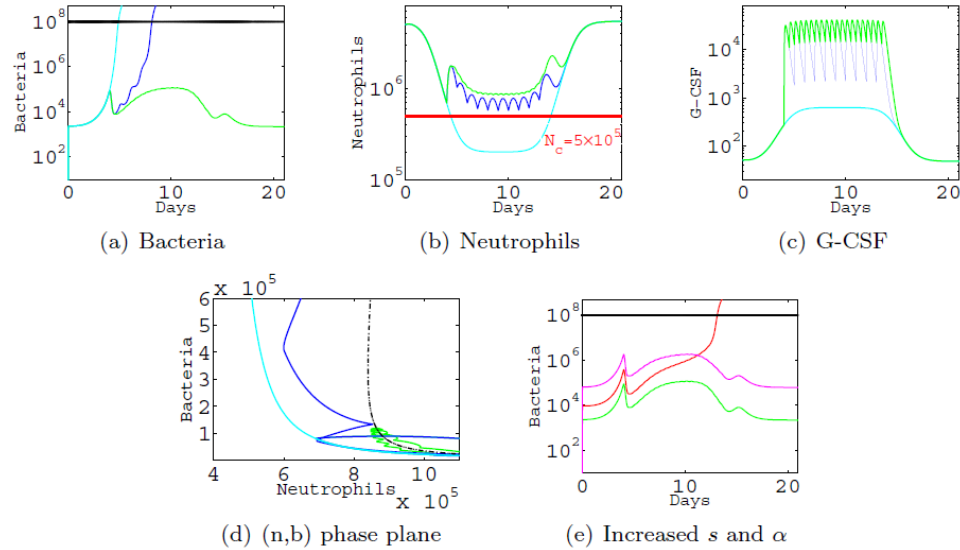 10^8
10^6
10^4
10^2
Bacteria
0
10
20
Days
(a) Bacteria
10^6
10^5
Neutrophils
N_c=5×10^5
0
10
20
Days
(b) Neutrophils
10^4
10^3
10^2
G-CSF
0
10
20
Days
(c) G-CSF
x 10^5
6
5
4
3
2
1
Bacteria
4
6
8
10
Neutrophils
x 10^5
(d) (n,b) phase plane
10^8
10^6
10^4
10^2
Bacteria
0
10
20
Days
(e) Increased s and α